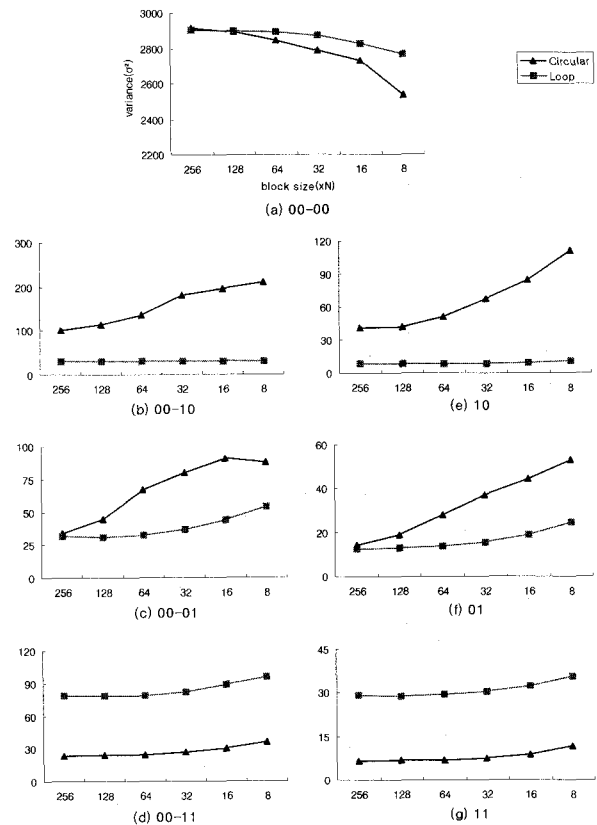 3000
2800
2600
2400
2200
variance(σ²)
256 128 64 32 16 8
block size(xN)
(a) 00-00
Circular
Loop
300
200
100
0
256 128 64 32 16 8
(b) 00-10
120
90
60
30
0
256 128 64 32 16 8
(e) 10
100
75
50
25
0
256 128 64 32 16 8
(c) 00-01
60
40
20
0
256 128 64 32 16 8
(f) 01
120
90
60
30
0
256 128 64 32 16 8
(d) 00-11
45
30
15
0
256 128 64 32 16 8
(g) 11